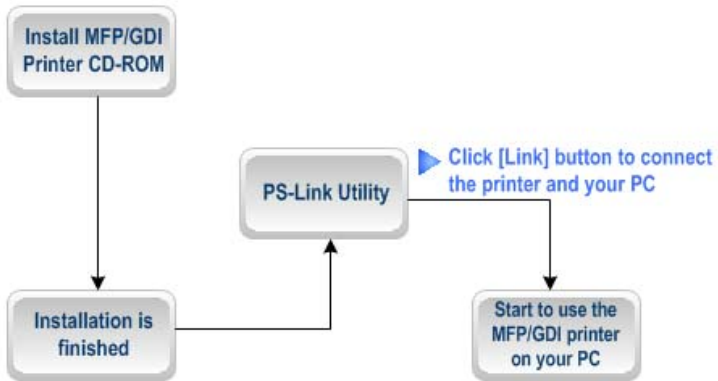 Install MFP/GDI
Printer CD-ROM
Installation is
finished
PS-Link Utility
Click [Link] button to connect
the printer and your PC
Start to use the
MFP/GDI printer
on your PC